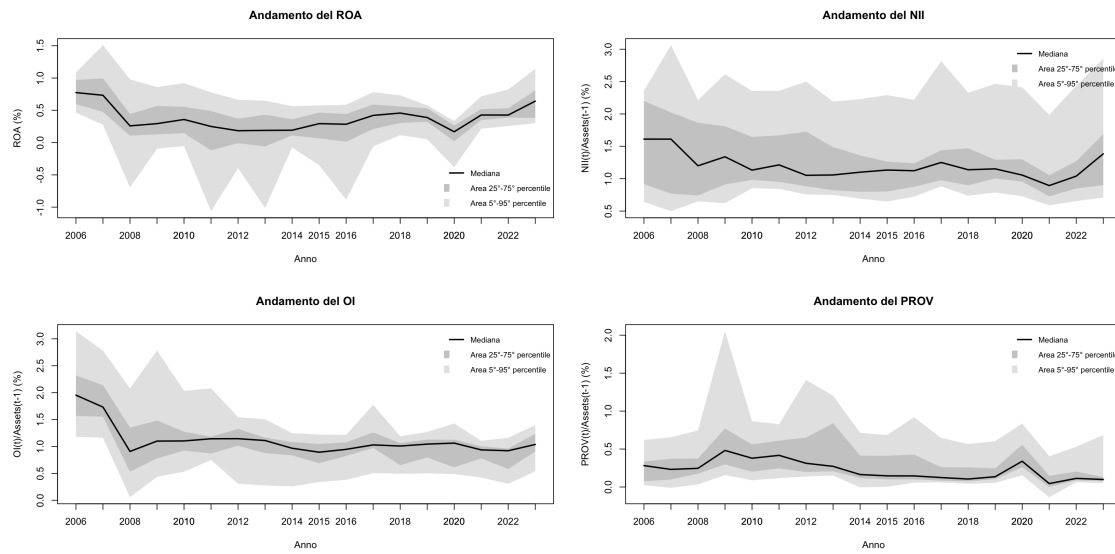 Andamento del ROA
ROA (%)
1.5
1.0
0.5
0.0
-0.5
-1.0
Mediana
Area 25°-75° percentile
Area 5°-95° percentile
2006 2008 2010 2012 2014 2015 2016 2018 2020 2022
Anno
Andamento del NII
NII(t)/Assets(t-1) (%)
3.0
2.5
2.0
1.5
1.0
0.5
Mediana
Area 25°-75° percentile
Area 5°-95° percentile
2006 2008 2010 2012 2014 2015 2016 2018 2020 2022
Anno
Andamento del OI
OI(t)/Assets(t-1) (%)
3.0
2.5
2.0
1.5
1.0
0.5
0.0
Mediana
Area 25°-75° percentile
Area 5°-95° percentile
2006 2008 2010 2012 2014 2015 2016 2018 2020 2022
Anno
Andamento del PROV
PROV(t)/Assets(t-1) (%)
2.0
1.5
1.0
0.5
0.0
Mediana
Area 25°-75° percentile
Area 5°-95° percentile
2006 2008 2010 2012 2014 2015 2016 2018 2020 2022
Anno